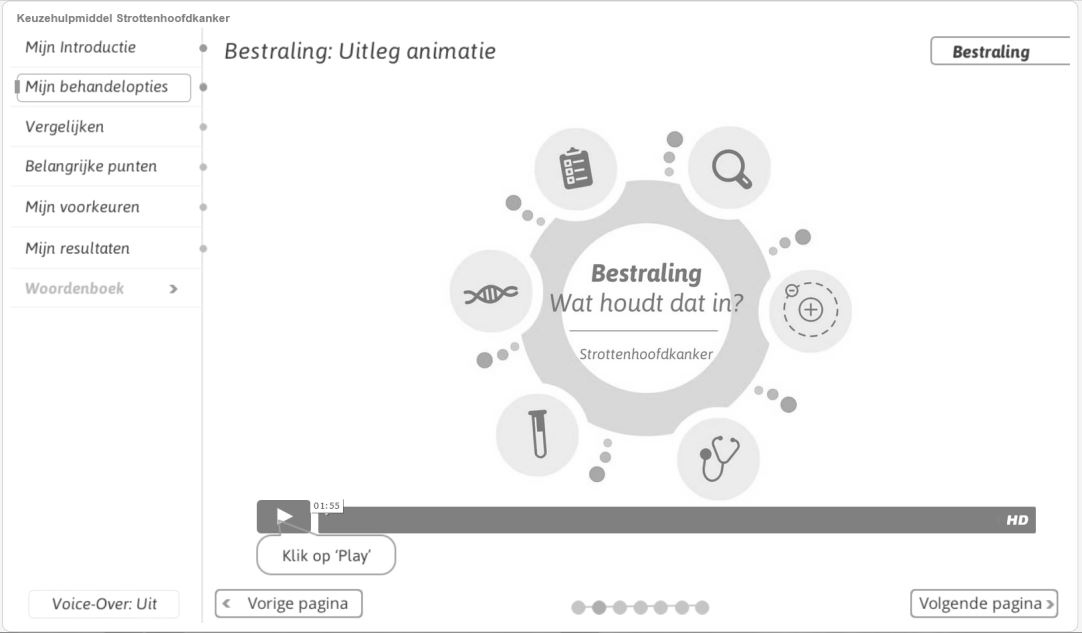 Keuzehulpmiddel Strottenhoofdkanker
Mijn Introductie
Mijn behandelopties
Vergelijken
Belangrijke punten
Mijn voorkeuren
Mijn resultaten
Woordenboek
Voice-Over: Uit
Bestraling: Uitleg animatie
Bestraling
Bestraling
Wat houdt dat in?
Strottenhoofdkanker
01:55
HD
Klik op ‘Play’
Vorige pagina
Volgende pagina